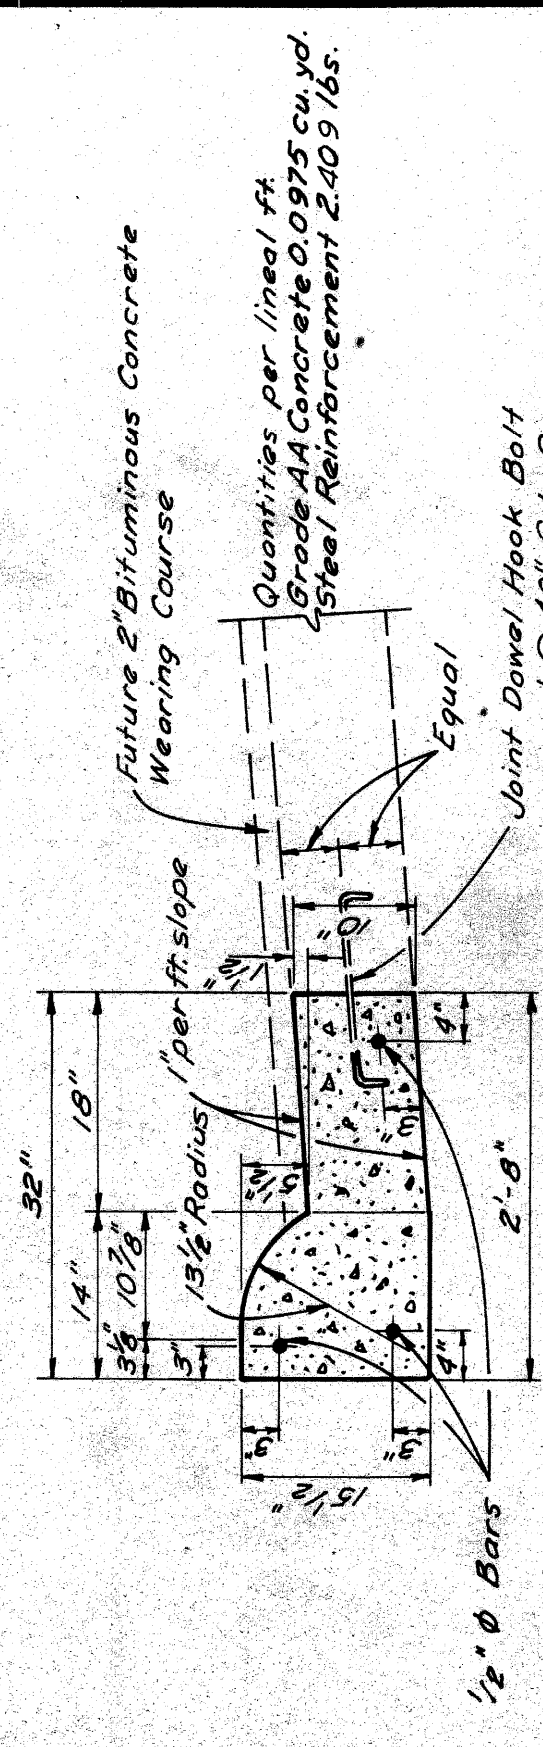 Future 2" Bituminous Concrete
Wearing Course
Quantities per lineal ft.
Grade AA Concrete 0.0975 cu. yd.
Steel Reinforcement 2.409 lbs.
32"
14"
18"
3 1/8"
10 7/8"
3"
13 1/2" Radius
1" per ft. slope
5 1/2"
1 1/2"
10"
Equal
15 1/2"
3"
3"
3"
4"
4"
2'-8"
1/2" Φ Bars
Joint Dowel Hook Bolt